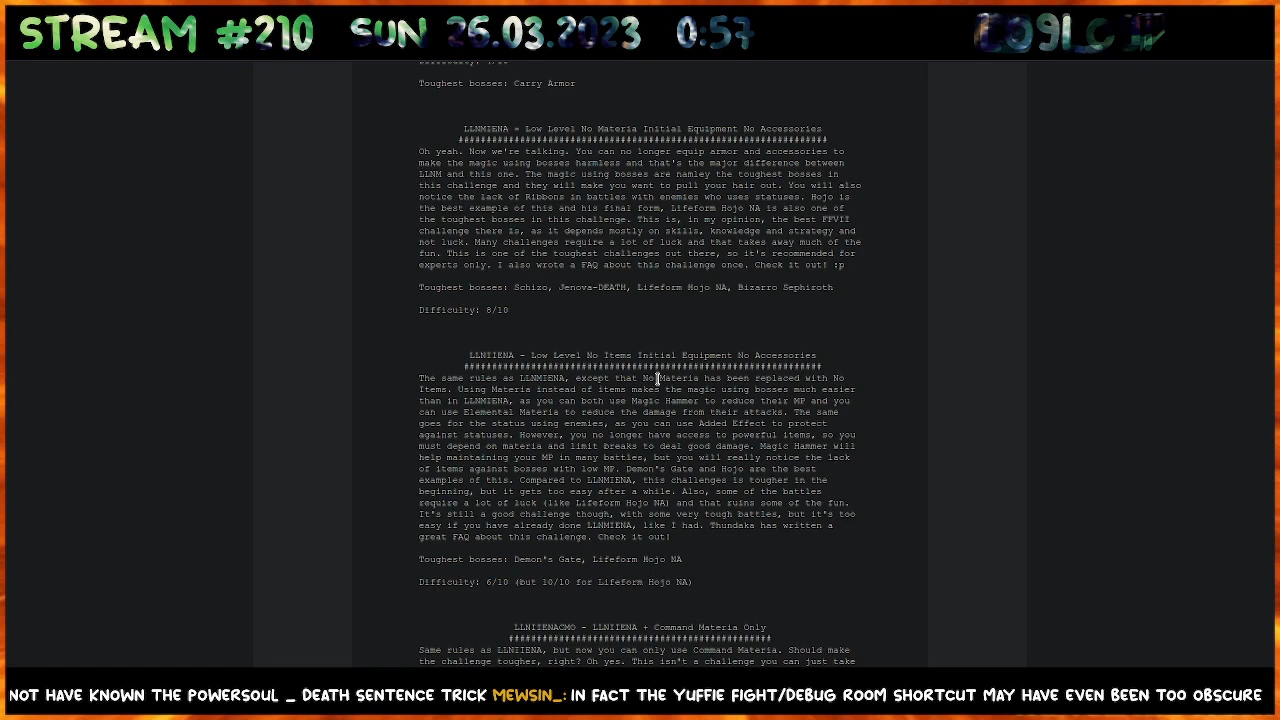 STREAM #210 SUN 26.03.2023 0:57
Toughest bosses: Carry Armor
LLNMIENA = Low Level No Materia Initial Equipment No Accessories
##################################################################
Oh yeah. Now we're talking. You can no longer equip armor and accessories to
make the magic using bosses harmless and that's the major difference between
LLNM and this one. The magic using bosses are namley the toughest bosses in
this challenge and they will make you want to pull your hair out. You will also
notice the lack of Ribbons in battles with enemies who uses statuses. Hojo is
the best example of this and his final form, Lifeform Hojo NA is also one of
the toughest bosses in this challenge. This is, in my opinion, the best FFVII
challenge there is, as it depends mostly on skills, knowledge and strategy and
not luck. Many challenges require a lot of luck and that takes away much of the
fun. This is one of the toughest challenges out there, so it's recommended for
experts only. I also wrote a FAQ about this challenge once. Check it out! :p
Toughest bosses: Schizo, Jenova-DEATH, Lifeform Hojo NA, Bizarro Sephiroth
Difficulty: 8/10
LLNIIENA - Low Level No Items Initial Equipment No Accessories
################################################################
The same rules as LLNMIENA, except that No Materia has been replaced with No
Items. Using Materia instead of items makes the magic using bosses much easier
than in LLNMIENA, as you can both use Magic Hammer to reduce their MP and you
can use Elemental Materia to reduce the damage from their attacks. The same
goes for the status using enemies, as you can use Added Effect to protect
against statuses. However, you no longer have access to powerful items, so you
must depend on materia and limit breaks to deal good damage. Magic Hammer will
help maintaining your MP in many battles, but you will really notice the lack
of items against bosses with low MP. Demon's Gate and Hojo are the best
examples of this. Compared to LLNMIENA, this challenges is tougher in the
beginning, but it gets too easy after a while. Also, some of the battles
require a lot of luck (like Lifeform Hojo NA) and that ruins some of the fun.
It's still a good challenge though, with some very tough battles, but it's too
easy if you have already done LLNMIENA, like I had. Thundaka has written a
great FAQ about this challenge. Check it out!
Toughest bosses: Demon's Gate, Lifeform Hojo NA
Difficulty: 6/10 (but 10/10 for Lifeform Hojo NA)
LLNIIENACMO - LLNIIENA + Command Materia Only
###############################################
Same rules as LLNIIENA, but now you can only use Command Materia. Should make
the challenge tougher, right? Oh yes. This isn't a challenge you can just take
NOT HAVE KNOWN THE POWERSOUL _ DEATH SENTENCE TRICK MEWSIN_: IN FACT THE YUFFIE FIGHT/DEBUG ROOM SHORTCUT MAY HAVE EVEN BEEN TOO OBSCURE